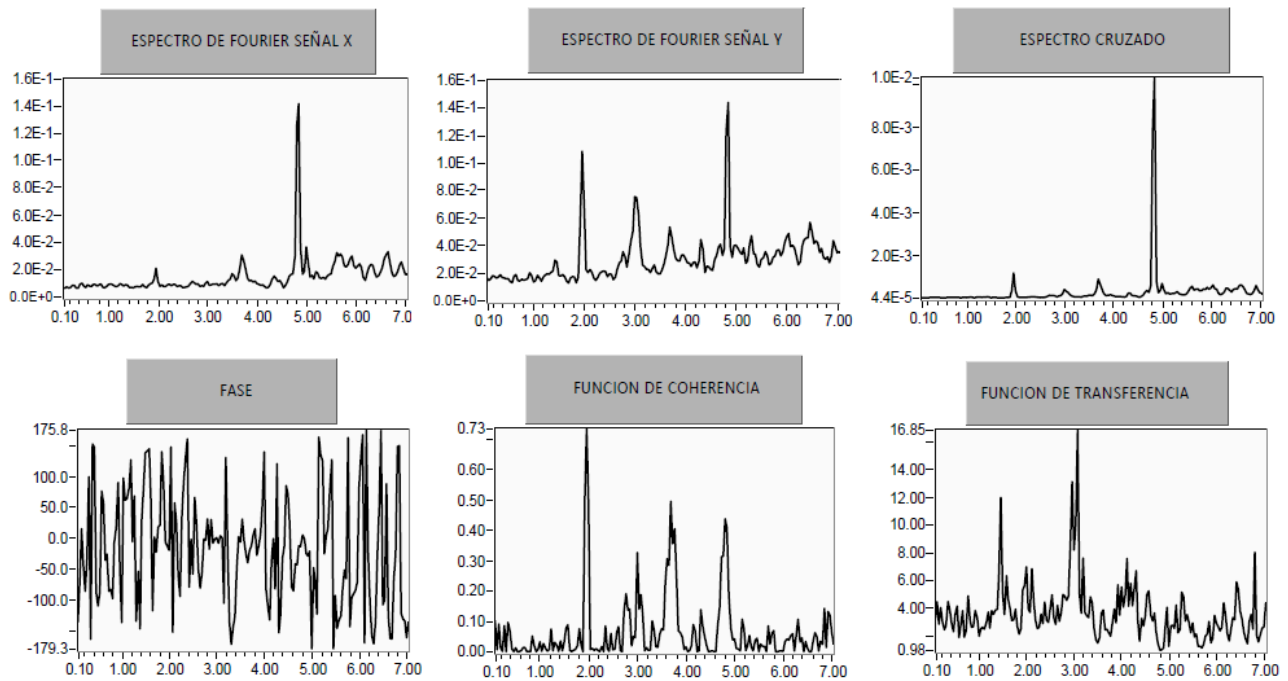 ESPECTRO DE FOURIER SEÑAL X
1.6E-1
1.4E-1
1.2E-1
1.0E-1
8.0E-2
6.0E-2
4.0E-2
2.0E-2
0.0E+0
0.10 1.00 2.00 3.00 4.00 5.00 6.00 7.00
ESPECTRO DE FOURIER SEÑAL Y
1.6E-1
1.4E-1
1.2E-1
1.0E-1
8.0E-2
6.0E-2
4.0E-2
2.0E-2
0.0E+0
0.10 1.00 2.00 3.00 4.00 5.00 6.00 7.00
ESPECTRO CRUZADO
1.0E-2
8.0E-3
6.0E-3
4.0E-3
2.0E-3
4.4E-5
0.10 1.00 2.00 3.00 4.00 5.00 6.00 7.00
FASE
175.8
100.0
50.0
0.0
-50.0
-100.0
-179.3
0.10 1.00 2.00 3.00 4.00 5.00 6.00 7.00
FUNCION DE COHERENCIA
0.73
0.60
0.50
0.40
0.30
0.20
0.10
0.00
0.10 1.00 2.00 3.00 4.00 5.00 6.00 7.00
FUNCION DE TRANSFERENCIA
16.85
14.00
12.00
10.00
8.00
6.00
4.00
0.98
0.10 1.00 2.00 3.00 4.00 5.00 6.00 7.00